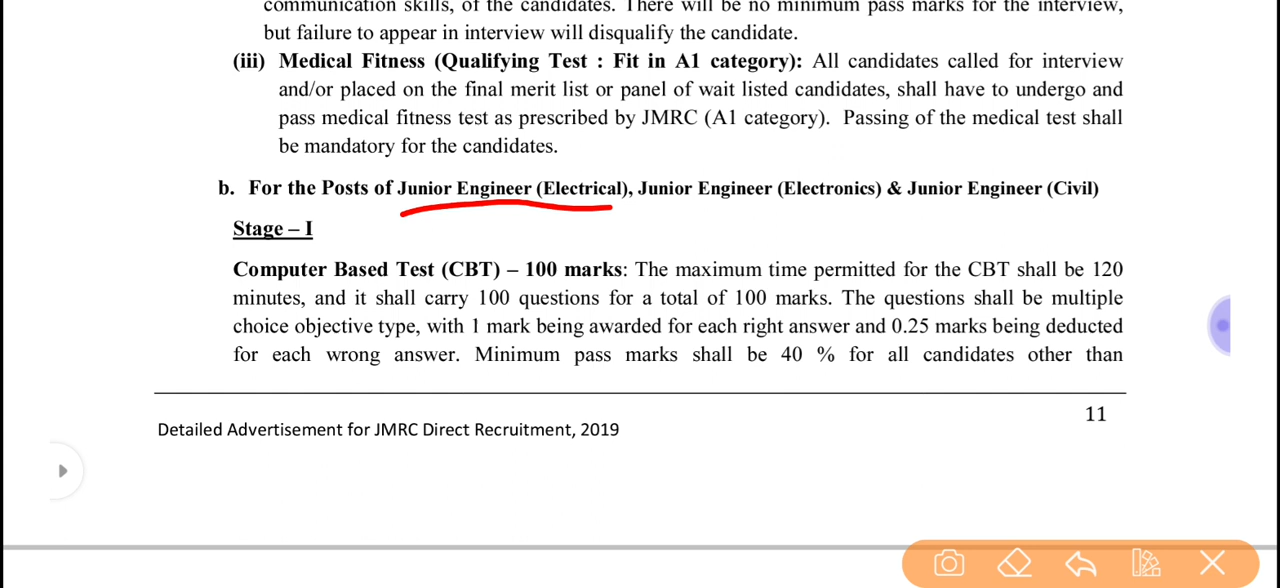 communication skills, of the candidates. There will be no minimum pass marks for the interview,
but failure to appear in interview will disqualify the candidate.
(iii) Medical Fitness (Qualifying Test : Fit in A1 category): All candidates called for interview
and/or placed on the final merit list or panel of wait listed candidates, shall have to undergo and
pass medical fitness test as prescribed by JMRC (A1 category). Passing of the medical test shall
be mandatory for the candidates.
b. For the Posts of Junior Engineer (Electrical), Junior Engineer (Electronics) & Junior Engineer (Civil)
Stage – I
Computer Based Test (CBT) – 100 marks: The maximum time permitted for the CBT shall be 120
minutes, and it shall carry 100 questions for a total of 100 marks. The questions shall be multiple
choice objective type, with 1 mark being awarded for each right answer and 0.25 marks being deducted
for each wrong answer. Minimum pass marks shall be 40 % for all candidates other than
11
Detailed Advertisement for JMRC Direct Recruitment, 2019